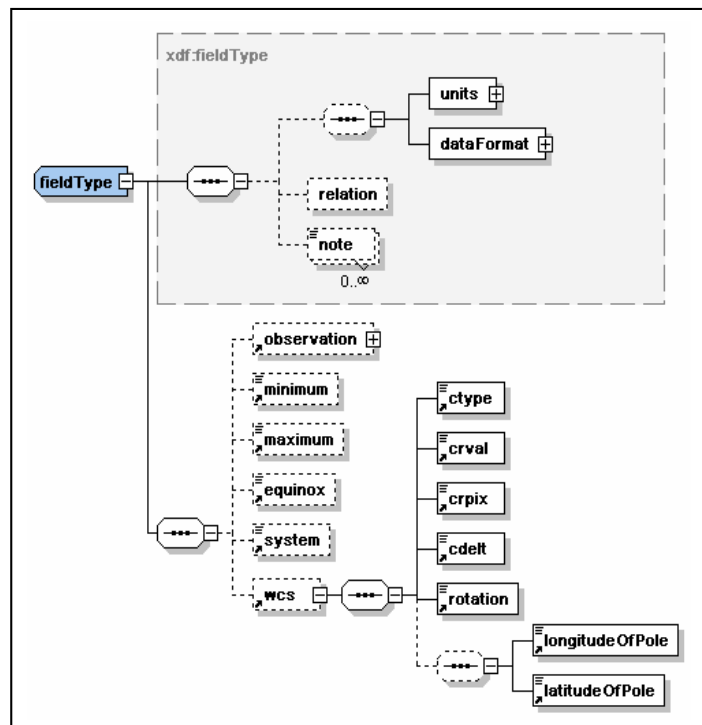 xdf:fieldType
units
dataFormat
fieldType
relation
note
0..∞
observation
minimum
maximum
equinox
system
wcs
ctype
crval
crpix
cdelt
rotation
longitudeOfPole
latitudeOfPole